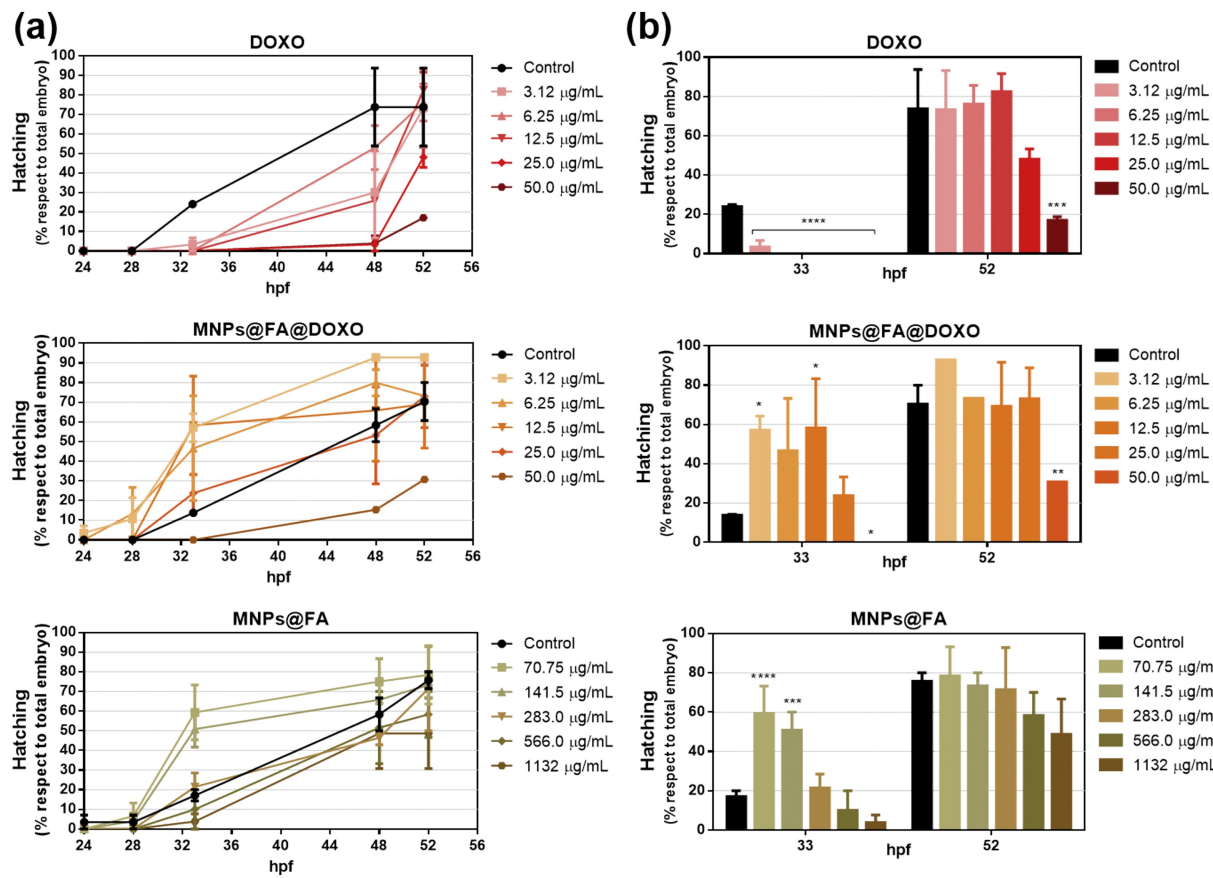 (a)
DOXO
Hatching
(% respect to total embryo)
100
90
80
70
60
50
40
30
20
10
0
24 28 32 36 40 44 48 52 56
hpf
Control
3.12 μg/mL
6.25 μg/mL
12.5 μg/mL
25.0 μg/mL
50.0 μg/mL
MNPs@FA@DOXO
Hatching
(% respect to total embryo)
100
90
80
70
60
50
40
30
20
10
0
24 28 32 36 40 44 48 52 56
hpf
Control
3.12 μg/mL
6.25 μg/mL
12.5 μg/mL
25.0 μg/mL
50.0 μg/mL
MNPs@FA
Hatching
(% respect to total embryo)
100
90
80
70
60
50
40
30
20
10
0
24 28 32 36 40 44 48 52 56
hpf
Control
70.75 μg/mL
141.5 μg/mL
283.0 μg/mL
566.0 μg/mL
1132 μg/mL
(b)
DOXO
Hatching
(% respect to total embryo)
100
80
60
40
20
0
****
***
33 hpf 52
Control
3.12 μg/mL
6.25 μg/mL
12.5 μg/mL
25.0 μg/mL
50.0 μg/mL
MNPs@FA@DOXO
Hatching
(% respect to total embryo)
100
80
60
40
20
0
*
*
*
**
33 hpf 52
Control
3.12 μg/mL
6.25 μg/mL
12.5 μg/mL
25.0 μg/mL
50.0 μg/mL
MNPs@FA
Hatching
(% respect to total embryo)
100
80
60
40
20
0
****
***
33 hpf 52
Control
70.75 μg/m
141.5 μg/m
283.0 μg/m
566.0 μg/m
1132 μg/mL